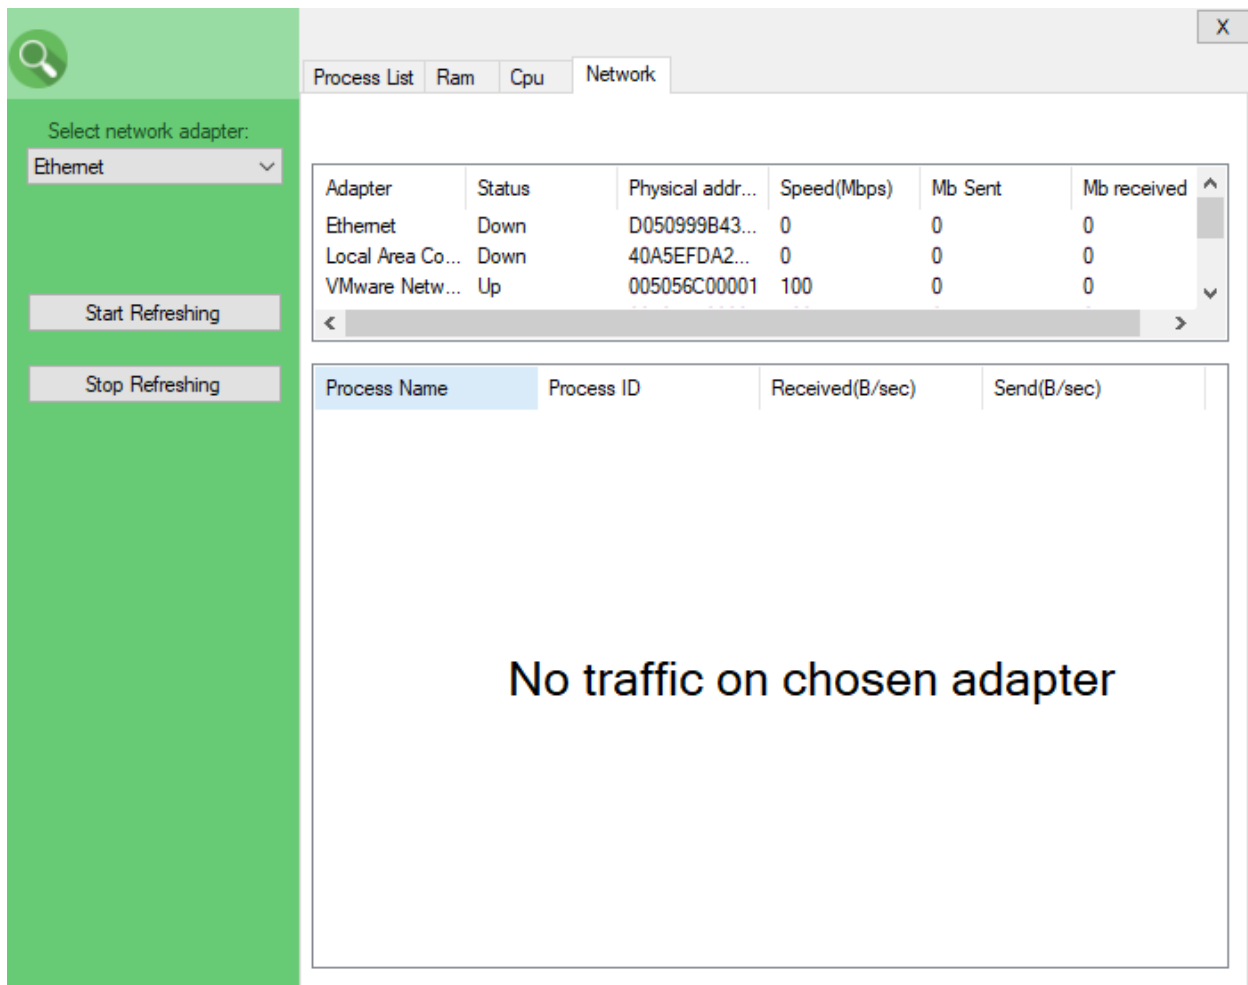 X
Process List Ram Cpu Network
Select network adapter:
Ethernet
Start Refreshing
Stop Refreshing
Adapter Status Physical addr... Speed(Mbps) Mb Sent Mb received
Ethernet Down D050999B43... 0 0 0
Local Area Co... Down 40A5EFDA2... 0 0 0
VMware Netw... Up 005056C00001 100 0 0
Process Name Process ID Received(B/sec) Send(B/sec)
No traffic on chosen adapter